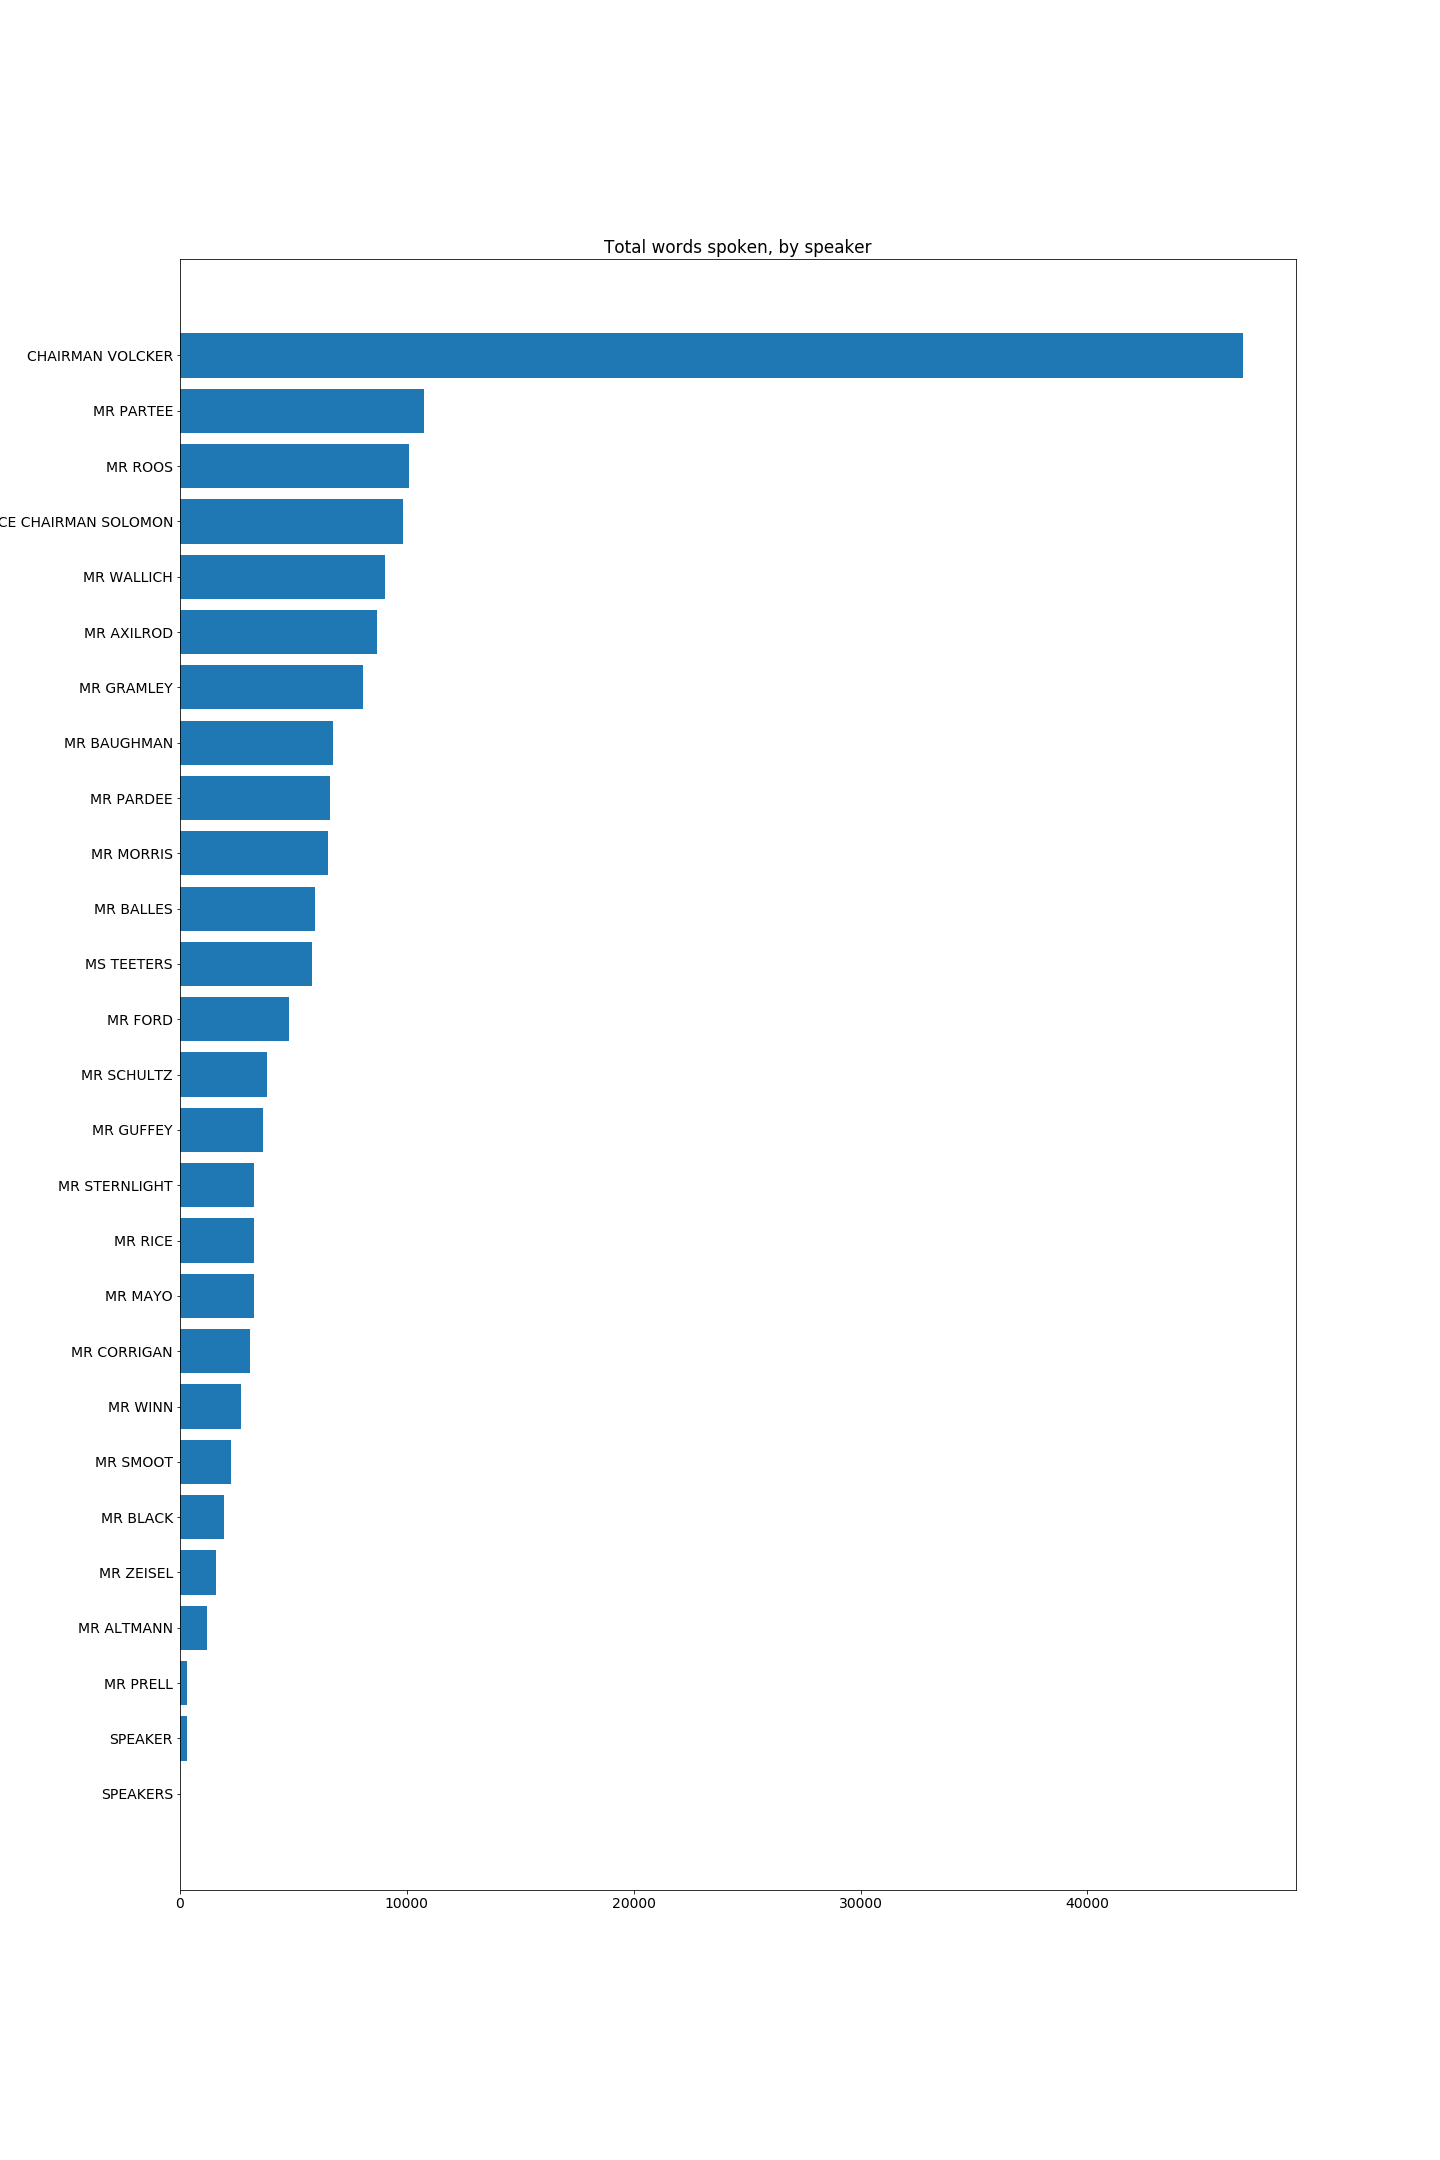 Total words spoken, by speaker
CHAIRMAN VOLCKER
MR PARTEE
MR ROOS
CE CHAIRMAN SOLOMON
MR WALLICH
MR AXILROD
MR GRAMLEY
MR BAUGHMAN
MR PARDEE
MR MORRIS
MR BALLES
MS TEETERS
MR FORD
MR SCHULTZ
MR GUFFEY
MR STERNLIGHT
MR RICE
MR MAYO
MR CORRIGAN
MR WINN
MR SMOOT
MR BLACK
MR ZEISEL
MR ALTMANN
MR PRELL
SPEAKER
SPEAKERS
0 10000 20000 30000 40000